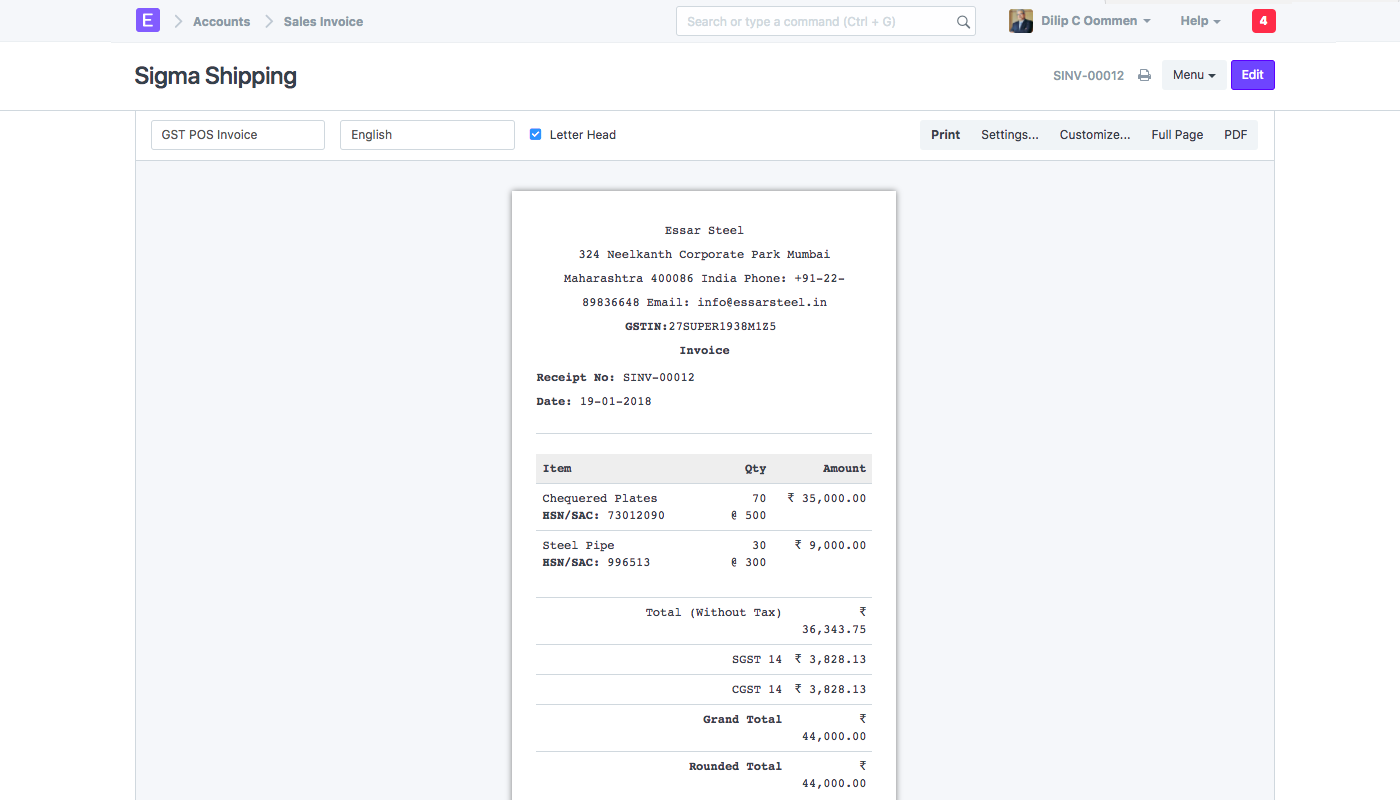 E Accounts Sales Invoice Search or type a command (Ctrl + G) Dilip C Oommen Help 4
Sigma Shipping SINV-00012 Menu Edit
GST POS Invoice English Letter Head Print Settings... Customize... Full Page PDF
Essar Steel
324 Neelkanth Corporate Park Mumbai
Maharashtra 400086 India Phone: +91-22-
89836648 Email: info@essarsteel.in
GSTIN:27SUPER1938M1Z5
Invoice
Receipt No: SINV-00012
Date: 19-01-2018
Item Qty Amount
Chequered Plates 70 ₹ 35,000.00
HSN/SAC: 73012090 @ 500
Steel Pipe 30 ₹ 9,000.00
HSN/SAC: 996513 @ 300
Total (Without Tax) ₹
36,343.75
SGST 14 ₹ 3,828.13
CGST 14 ₹ 3,828.13
Grand Total ₹
44,000.00
Rounded Total ₹
44,000.00